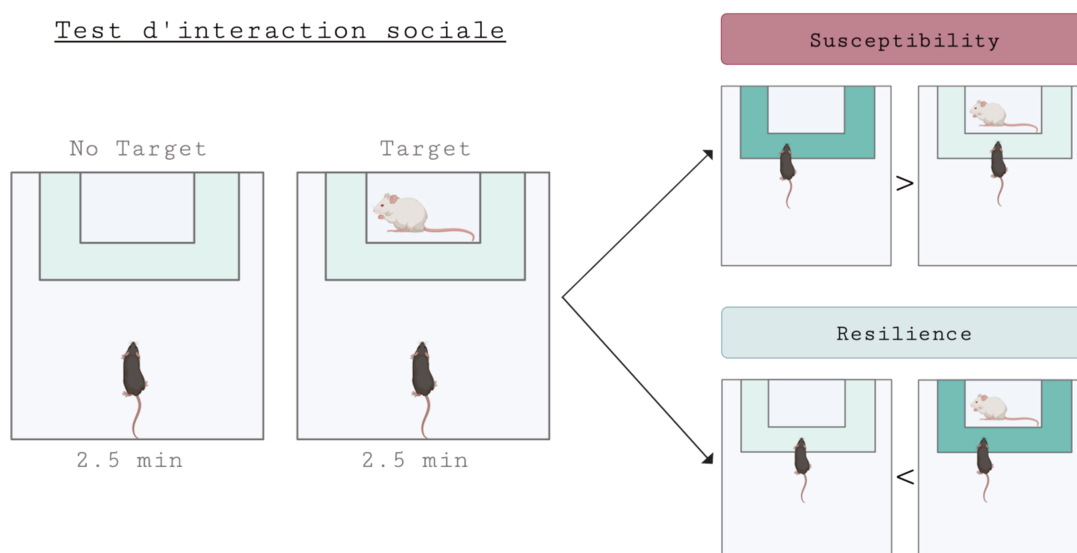 Test d'interaction sociale
No Target
Target
2.5 min
2.5 min
Susceptibility
>
Resilience
<